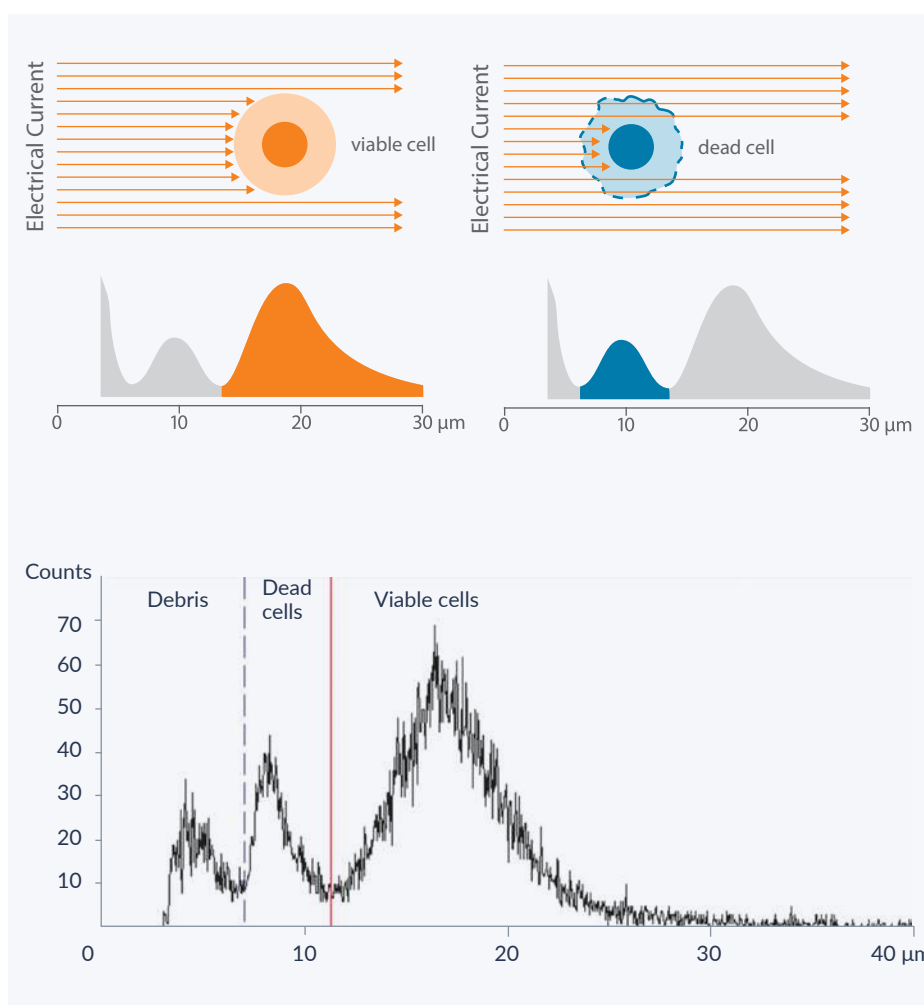 Electrical Current
viable cell
0 10 20 30 µm
Electrical Current
dead cell
0 10 20 30 µm
Counts
Debris
Dead
cells
Viable cells
70
60
50
40
30
20
10
0 10 20 30 40 µm